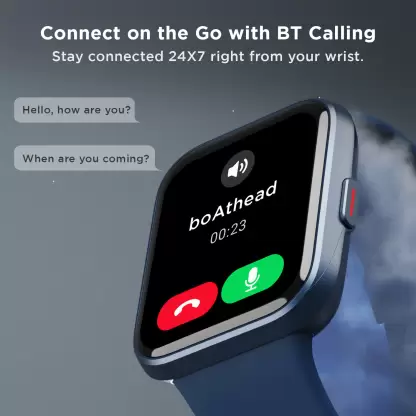 Connect on the Go with BT Calling
Stay connected 24X7 right from your wrist.
Hello, how are you?
When are you coming?
boAthead
00:23